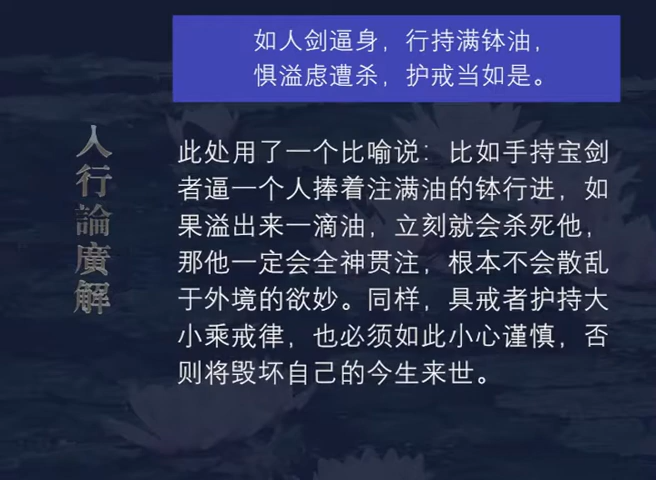 如人剑逼身，行持满钵油，
惧溢虑遭杀，护戒当如是。
入行論廣解
此处用了一个比喻说：比如手持宝剑
者逼一个人捧着注满油的钵行进，如
果溢出来一滴油，立刻就会杀死他，
那他一定会全神贯注，根本不会散乱
于外境的欲妙。同样，具戒者护持大
小乘戒律，也必须如此小心谨慎，否
则将毁坏自己的今生来世。